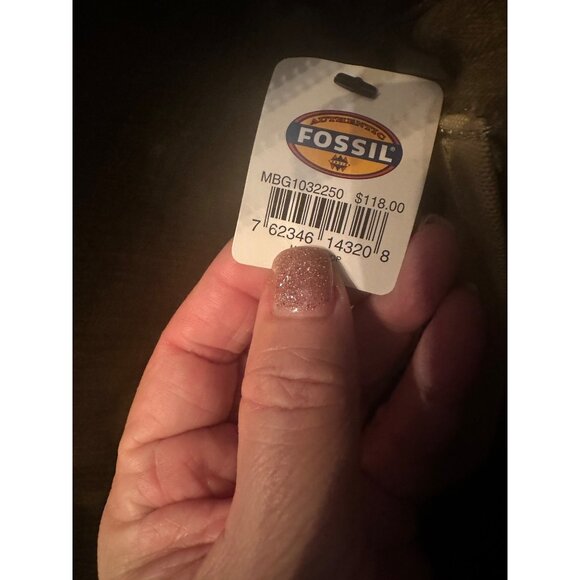 AUTHENTIC
FOSSIL
MBG1032250 $118.00
7 62346 14320 8